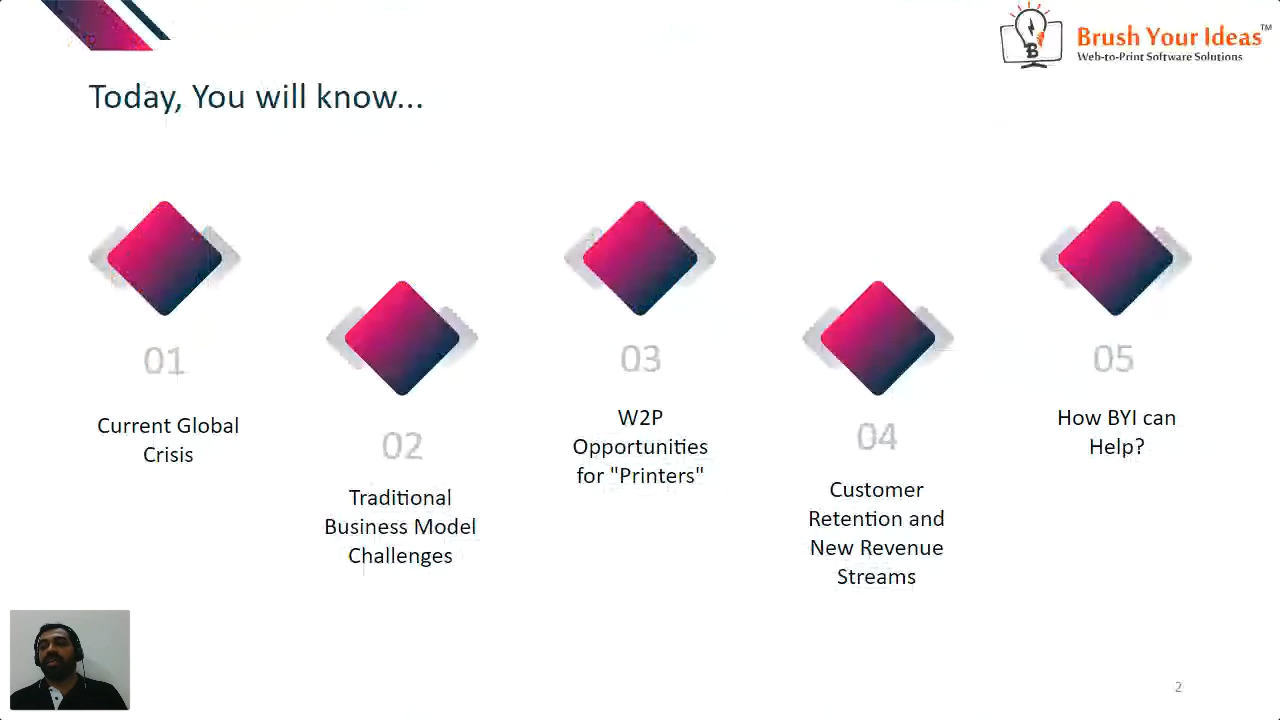 Brush Your Ideas™
Web-to-Print Software Solutions
Today, You will know...
01
Current Global
Crisis
02
Traditional
Business Model
Challenges
03
W2P
Opportunities
for "Printers"
04
Customer
Retention and
New Revenue
Streams
05
How BYI can
Help?
2